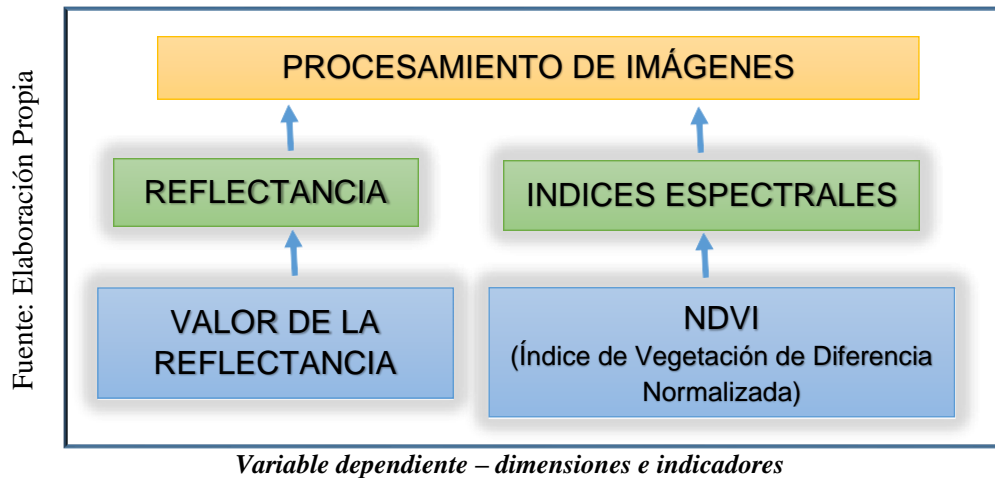 Fuente: Elaboración Propia
PROCESAMIENTO DE IMÁGENES
REFLECTANCIA
INDICES ESPECTRALES
VALOR DE LA
REFLECTANCIA
NDVI
(Índice de Vegetación de Diferencia
Normalizada)
Variable dependiente – dimensiones e indicadores